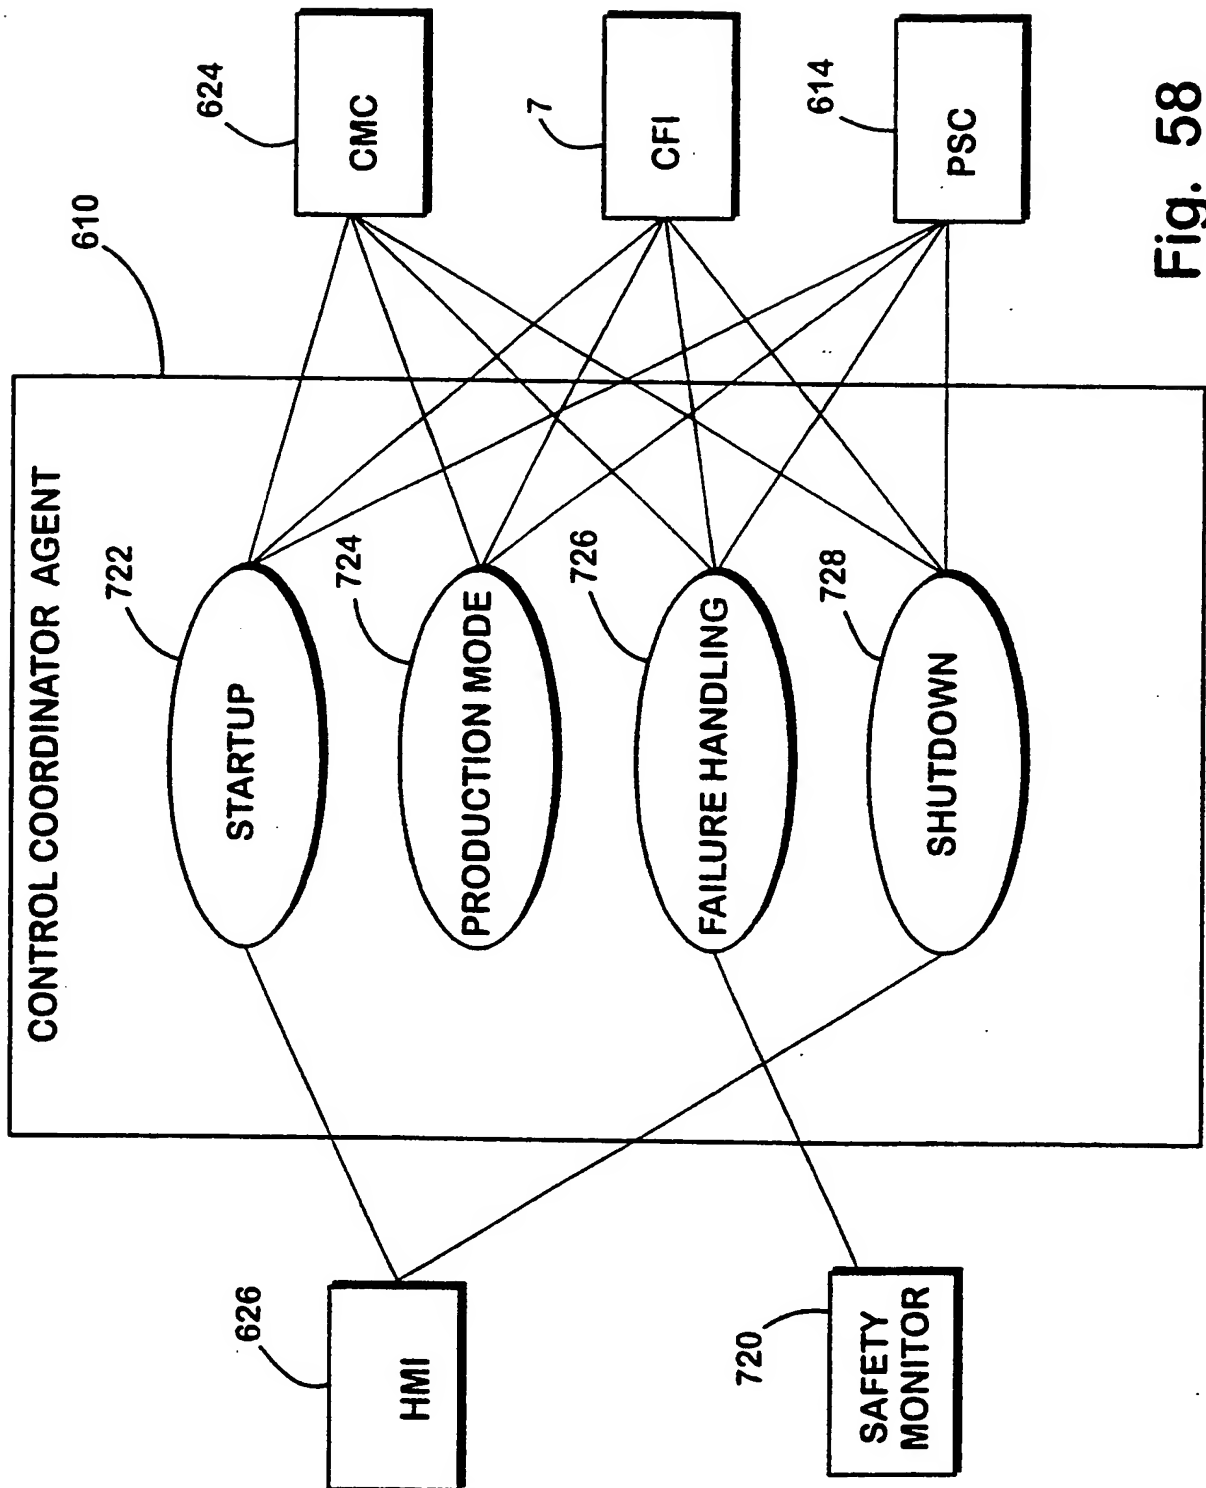 CONTROL COORDINATOR AGENT
610
626
HMI
720
SAFETY
MONITOR
722
STARTUP
724
PRODUCTION MODE
726
FAILURE HANDLING
728
SHUTDOWN
624
CMC
7
CFI
614
PSC
Fig. 58